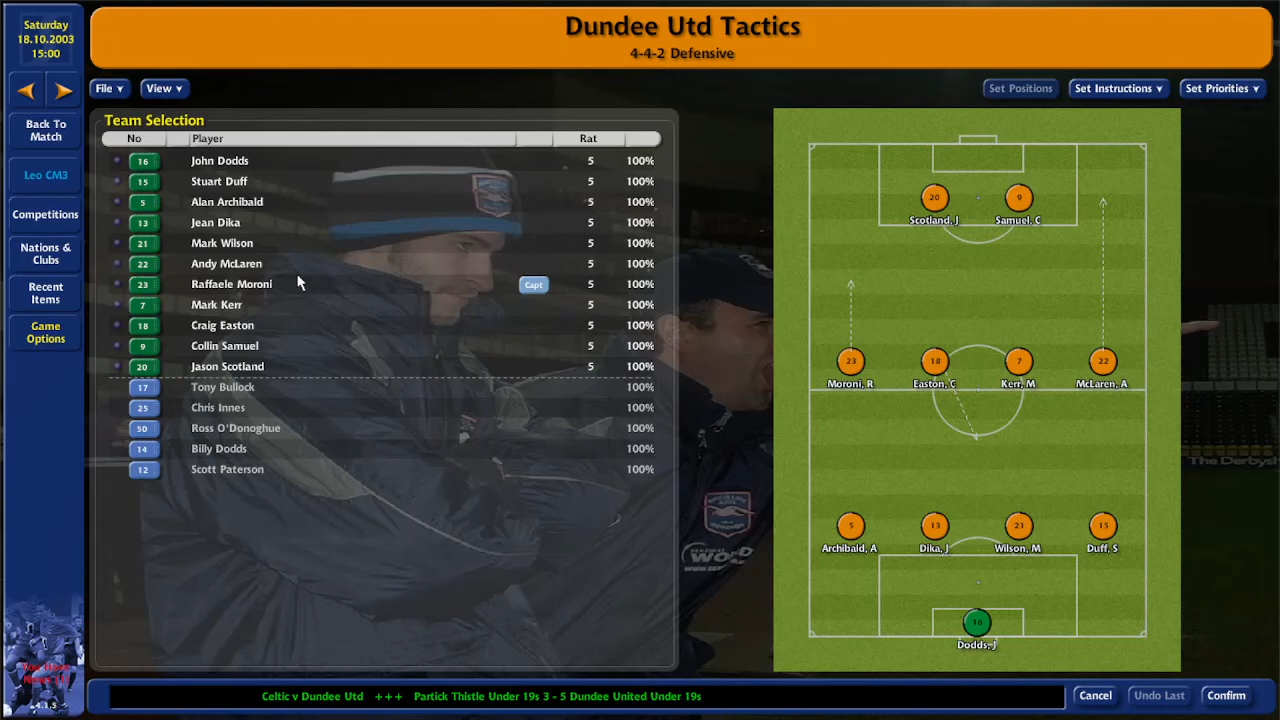 Saturday
18.10.2003
15:00
Dundee Utd Tactics
4-4-2 Defensive
File
View
Set Positions
Set Instructions
Set Priorities
Back To
Match
Leo CM3
Competitions
Nations &
Clubs
Recent
Items
Game
Options
Team Selection
No Player Rat
16 John Dodds 5 100%
15 Stuart Duff 5 100%
5 Alan Archibald 5 100%
13 Jean Dika 5 100%
21 Mark Wilson 5 100%
22 Andy McLaren 5 100%
23 Raffaele Moroni Capt 5 100%
7 Mark Kerr 5 100%
18 Craig Easton 5 100%
9 Collin Samuel 5 100%
20 Jason Scotland 5 100%
17 Tony Bullock 100%
25 Chris Innes 100%
50 Ross O'Donoghue 100%
14 Billy Dodds 100%
12 Scott Paterson 100%
20 9
Scotland, J Samuel, C
23 18 7 22
Moroni, R Easton, C Kerr, M McLaren, A
5 13 21 15
Archibald, A Dika, J Wilson, M Duff, S
16
Dodds, J
The Derbysh
4.1.5
Celtic v Dundee Utd +++ Partick Thistle Under 19s 3 - 5 Dundee United Under 19s
Cancel
Undo Last
Confirm